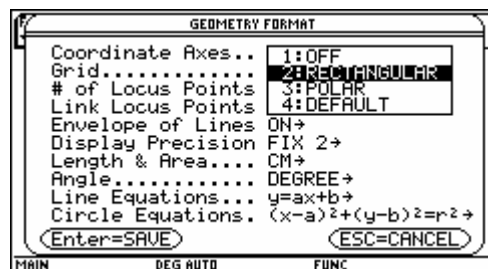 GEOMETRY FORMAT
Coordinate Axes..
Grid.............
# of Locus Points
Link Locus Points
1:OFF
2:RECTANGULAR
3:POLAR
4:DEFAULT
Envelope of Lines ON→
Display Precision FIX 2→
Length & Area.... CM→
Angle............ DEGREE→
Line Equations... y=ax+b→
Circle Equations. (x-a)²+(y-b)²=r²→
Enter=SAVE ESC=CANCEL
MAIN DEG AUTO FUNC